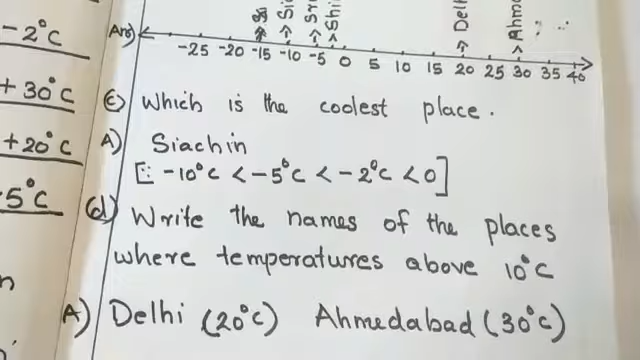 -2°C
+30°C
+20°C
-5°C
Delh
Ahm
Ans)
-25 -20 -15 -10 -5 0 5 10 15 20 25 30 35 40
c) Which is the coolest place.
A) Siachin
[∵ -10°C < -5°C < -2°C < 0]
(d) Write the names of the places
where temperatures above 10°C
A) Delhi (20°C) Ahmedabad (30°C)